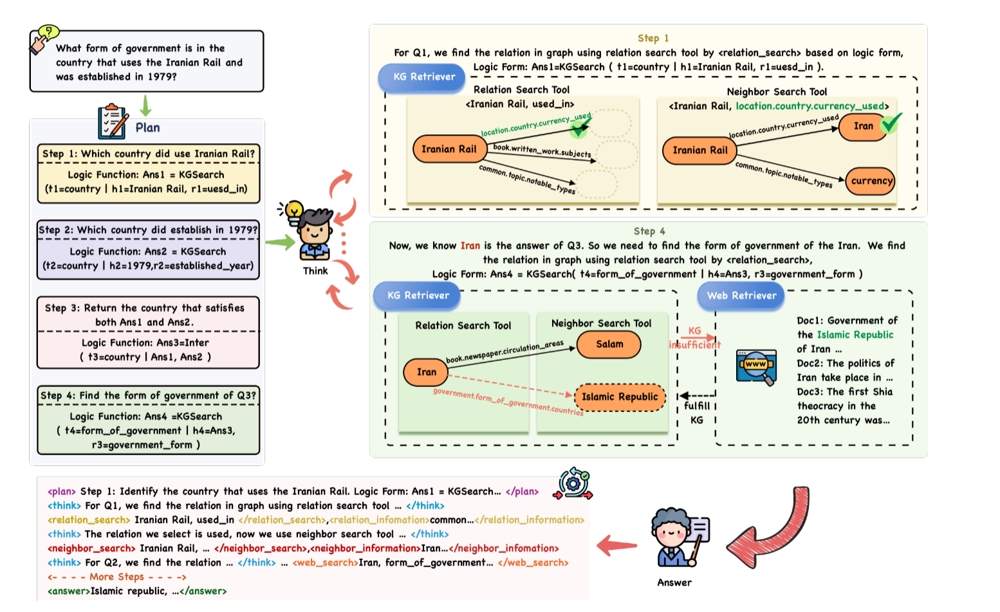 What form of government is in the
country that uses the Iranian Rail and
was established in 1979?
Plan
Step 1: Which country did use Iranian Rail?
Logic Function: Ans1 = KGSearch
(t1=country | h1=Iranian Rail, r1=uesd_in)
Step 2: Which country did establish in 1979?
Logic Function: Ans2 = KGSearch
(t2=country | h2=1979,r2=established_year)
Step 3: Return the country that satisfies
both Ans1 and Ans2.
Logic Function: Ans3=Inter
( t3=country | Ans1, Ans2 )
Step 4: Find the form of government of Q3?
Logic Function: Ans4 =KGSearch
( t4=form_of_government | h4=Ans3,
r3=government_form )
Think
Step 1
For Q1, we find the relation in graph using relation search tool by <relation_search> based on logic form,
Logic Form: Ans1=KGSearch ( t1=country | h1=Iranian Rail, r1=uesd_in ).
KG Retriever
Relation Search Tool
<Iranian Rail, used_in>
location.country.currency_used
Iranian Rail
book.written_work.subjects
common.topic.notable_types
Neighbor Search Tool
<Iranian Rail, location.country.currency_used>
location.country.currency_used
Iran
Iranian Rail
common.topic.notable_types
currency
Step 4
Now, we know Iran is the answer of Q3. So we need to find the form of government of the Iran. We find
the relation in graph using relation search tool by <relation_search>,
Logic Form: Ans4 = KGSearch( t4=form_of_government | h4=Ans3, r3=government_form )
KG Retriever
Relation Search Tool
Neighbor Search Tool
book.newspaper.circulation_areas
Salam
Iran
government.form_of_government.countries
Islamic Republic
KG
insufficient
fulfill
KG
Web Retriever
WWW
Doc1: Government of
the Islamic Republic
of Iran ...
Doc2: The politics of
Iran take place in ...
Doc3: The first Shia
theocracy in the
20th century was...
<plan> Step 1: Identify the country that uses the Iranian Rail. Logic Form: Ans1 = KGSearch... </plan>
<think> For Q1, we find the relation in graph using relation search tool ... </think>
<relation_search> Iranian Rail, used_in </relation_search>,<relation_infomation>common...</relation_information>
<think> The relation we select is used, now we use neighbor search tool ... </think>
<neighbor_search> Iranian Rail, ... </neighbor_search>,<neighbor_information>Iran...</neighbor_infomation>
<think> For Q2, we find the relation ... </think> ... <web_search>Iran, form_of_government... </web_search>
<- - - - More Steps - - - ->
<answer>Islamic republic, ...</answer>
Answer